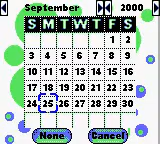 September 2000
S M T W T F S
1 2
3 4 5 6 7 8 9
10 11 12 13 14 15 16
17 18 19 20 21 22 23
24 25 26 27 28 29 30
None Cancel